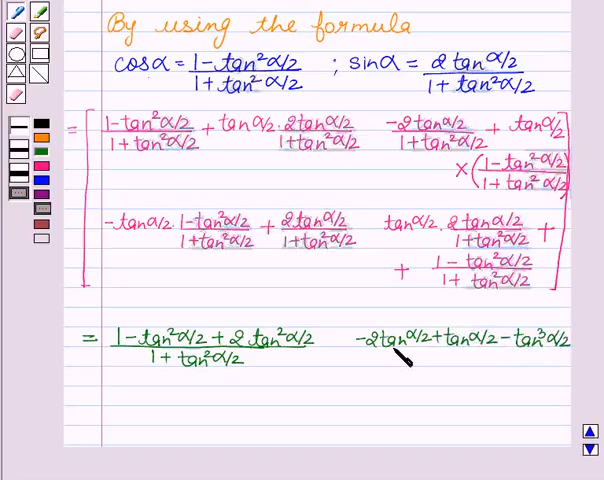 By using the formula
cosα = (1 - tan²α/2)/(1 + tan²α/2) ; sinα = (2 tanα/2)/(1 + tan²α/2)
= [ (1 - tan²α/2)/(1 + tan²α/2) + tanα/2 · (2tanα/2)/(1 + tan²α/2)   (-2tanα/2)/(1 + tan²α/2) + tanα/2
× ((1 - tan²α/2)/(1 + tan²α/2))
-tanα/2 · (1 - tan²α/2)/(1 + tan²α/2) + (2tanα/2)/(1 + tan²α/2)   tanα/2 · (2tanα/2)/(1 + tan²α/2) +
+ (1 - tan²α/2)/(1 + tan²α/2) ]
= (1 - tan²α/2 + 2tan²α/2)/(1 + tan²α/2)   -2tanα/2 + tanα/2 - tan³α/2